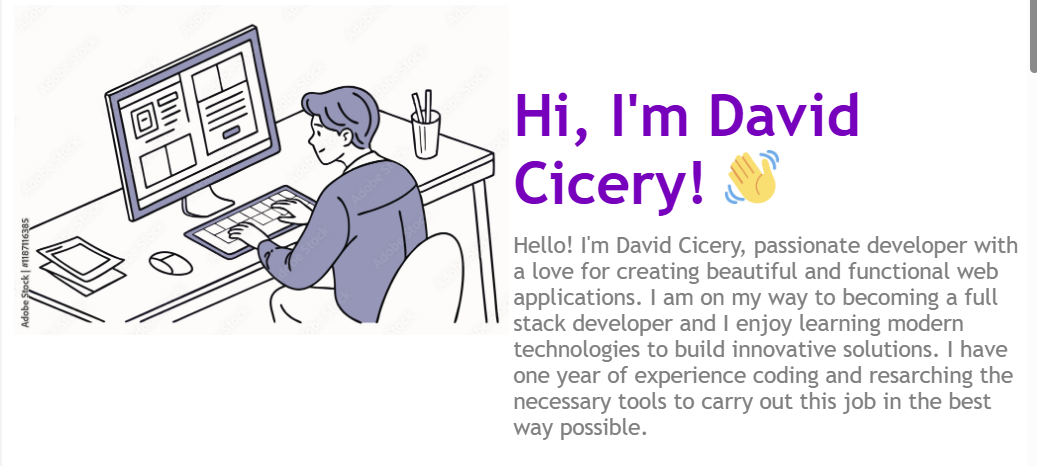 Hi, I'm David
Cicery! 👋
Hello! I'm David Cicery, passionate developer with
a love for creating beautiful and functional web
applications. I am on my way to becoming a full
stack developer and I enjoy learning modern
technologies to build innovative solutions. I have
one year of experience coding and resarching the
necessary tools to carry out this job in the best
way possible.
Adobe Stock | #1187116385